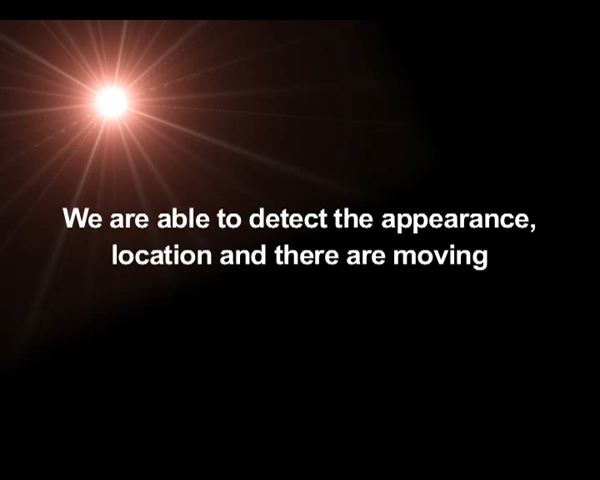 We are able to detect the appearance,
location and there are moving